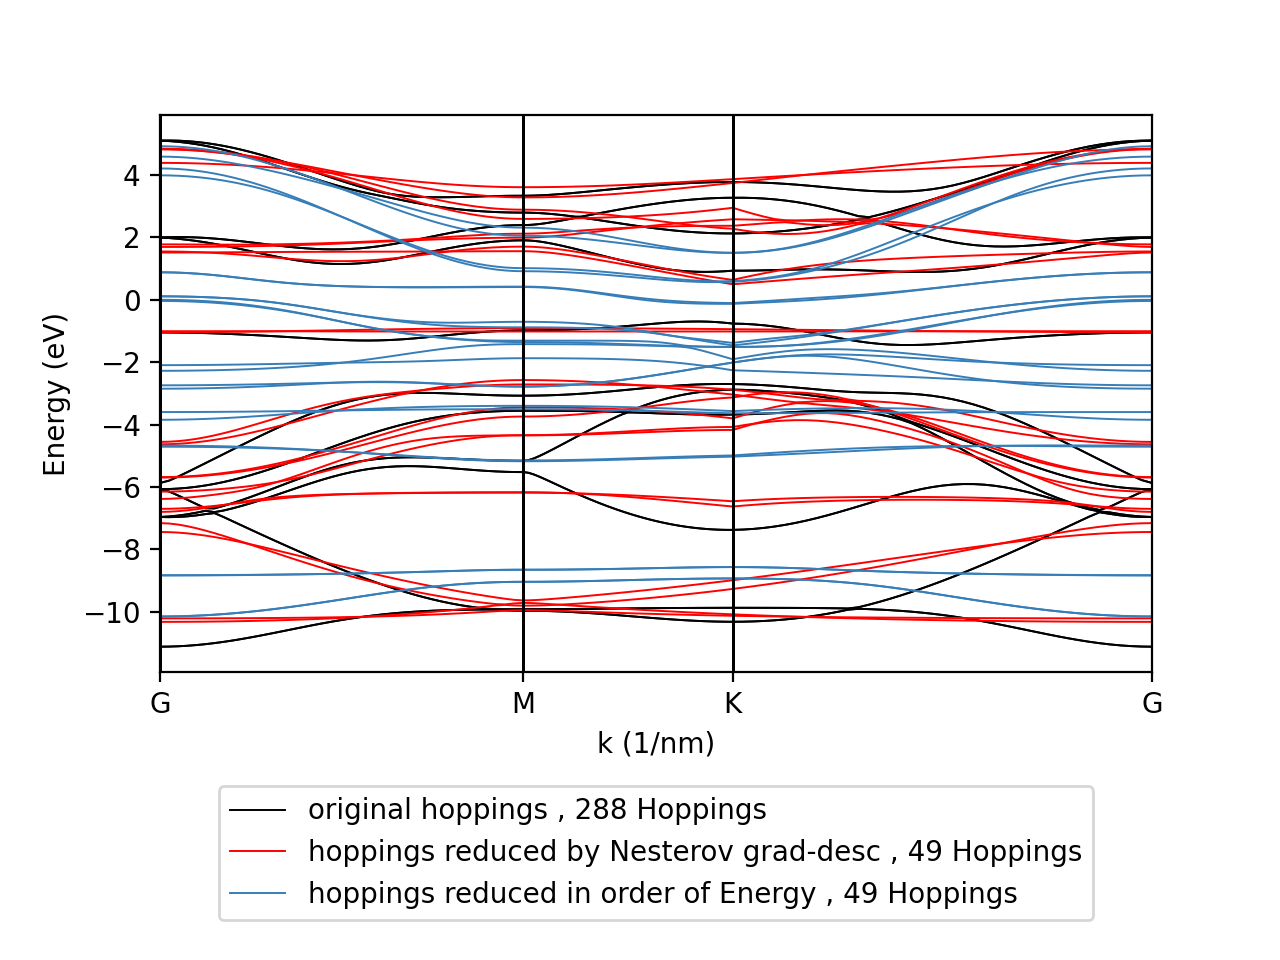 4
2
0
−2
−4
−6
−8
−10
Energy (eV)
G
M
K
G
k (1/nm)
original hoppings , 288 Hoppings
hoppings reduced by Nesterov grad-desc , 49 Hoppings
hoppings reduced in order of Energy , 49 Hoppings